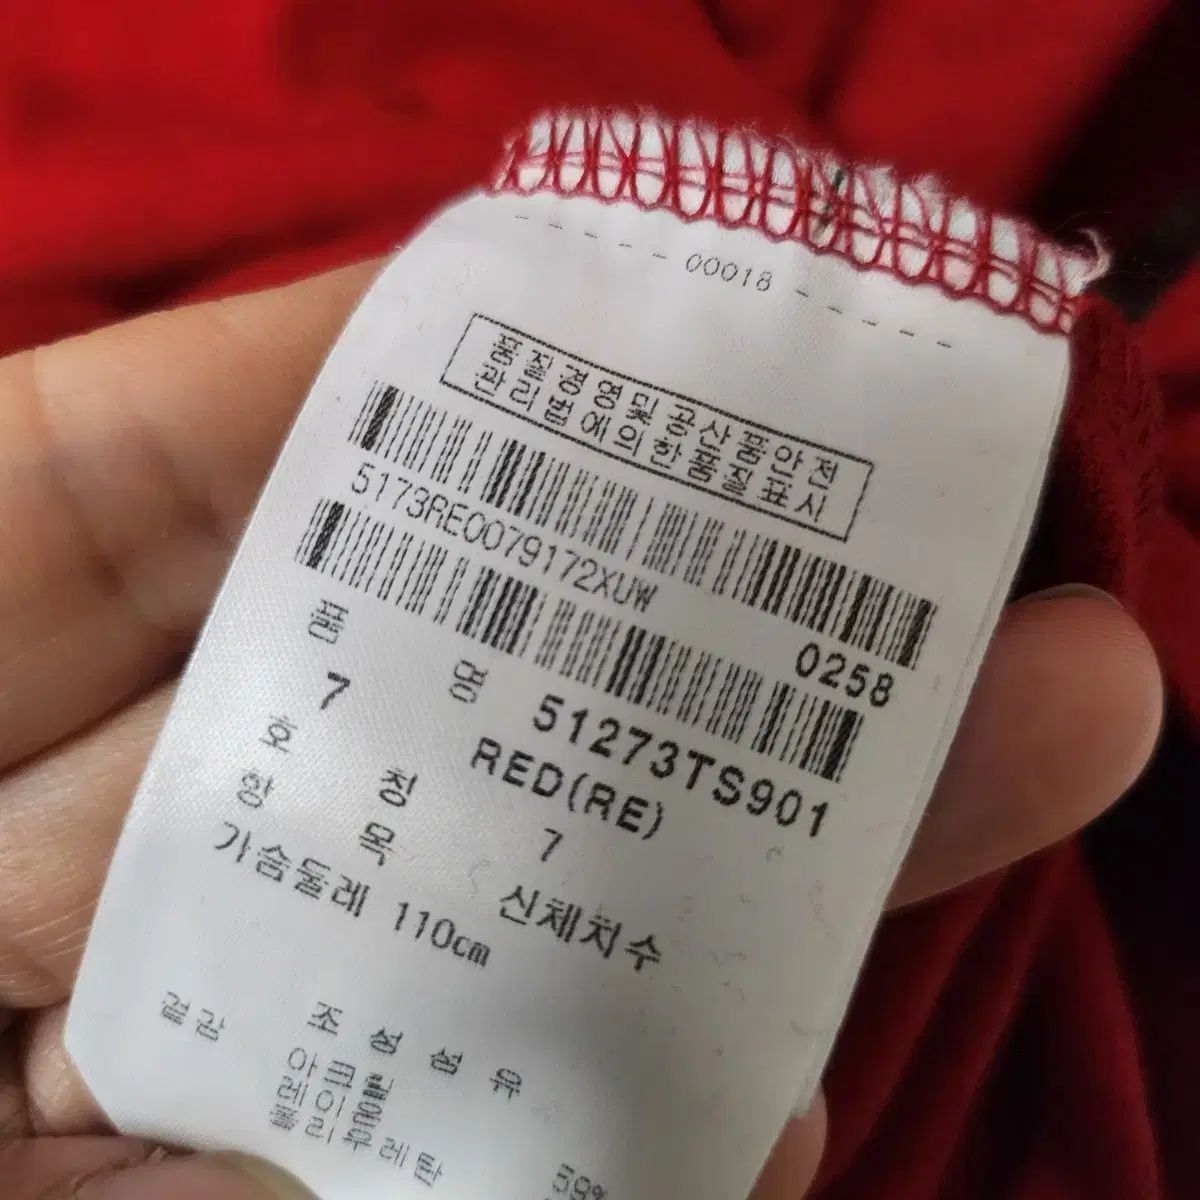 - - - - - 00018 - - - - -
품질경영및공산품안전
관리법에의한품질표시
5173RE0079172XUW
0258
품 명 51273TS901
7 RED(RE)
호 칭 7
항 목 신체치수
가슴둘레 110cm
조 성 섬 유
겉감 아크릴
레이온
폴리우레탄 59%